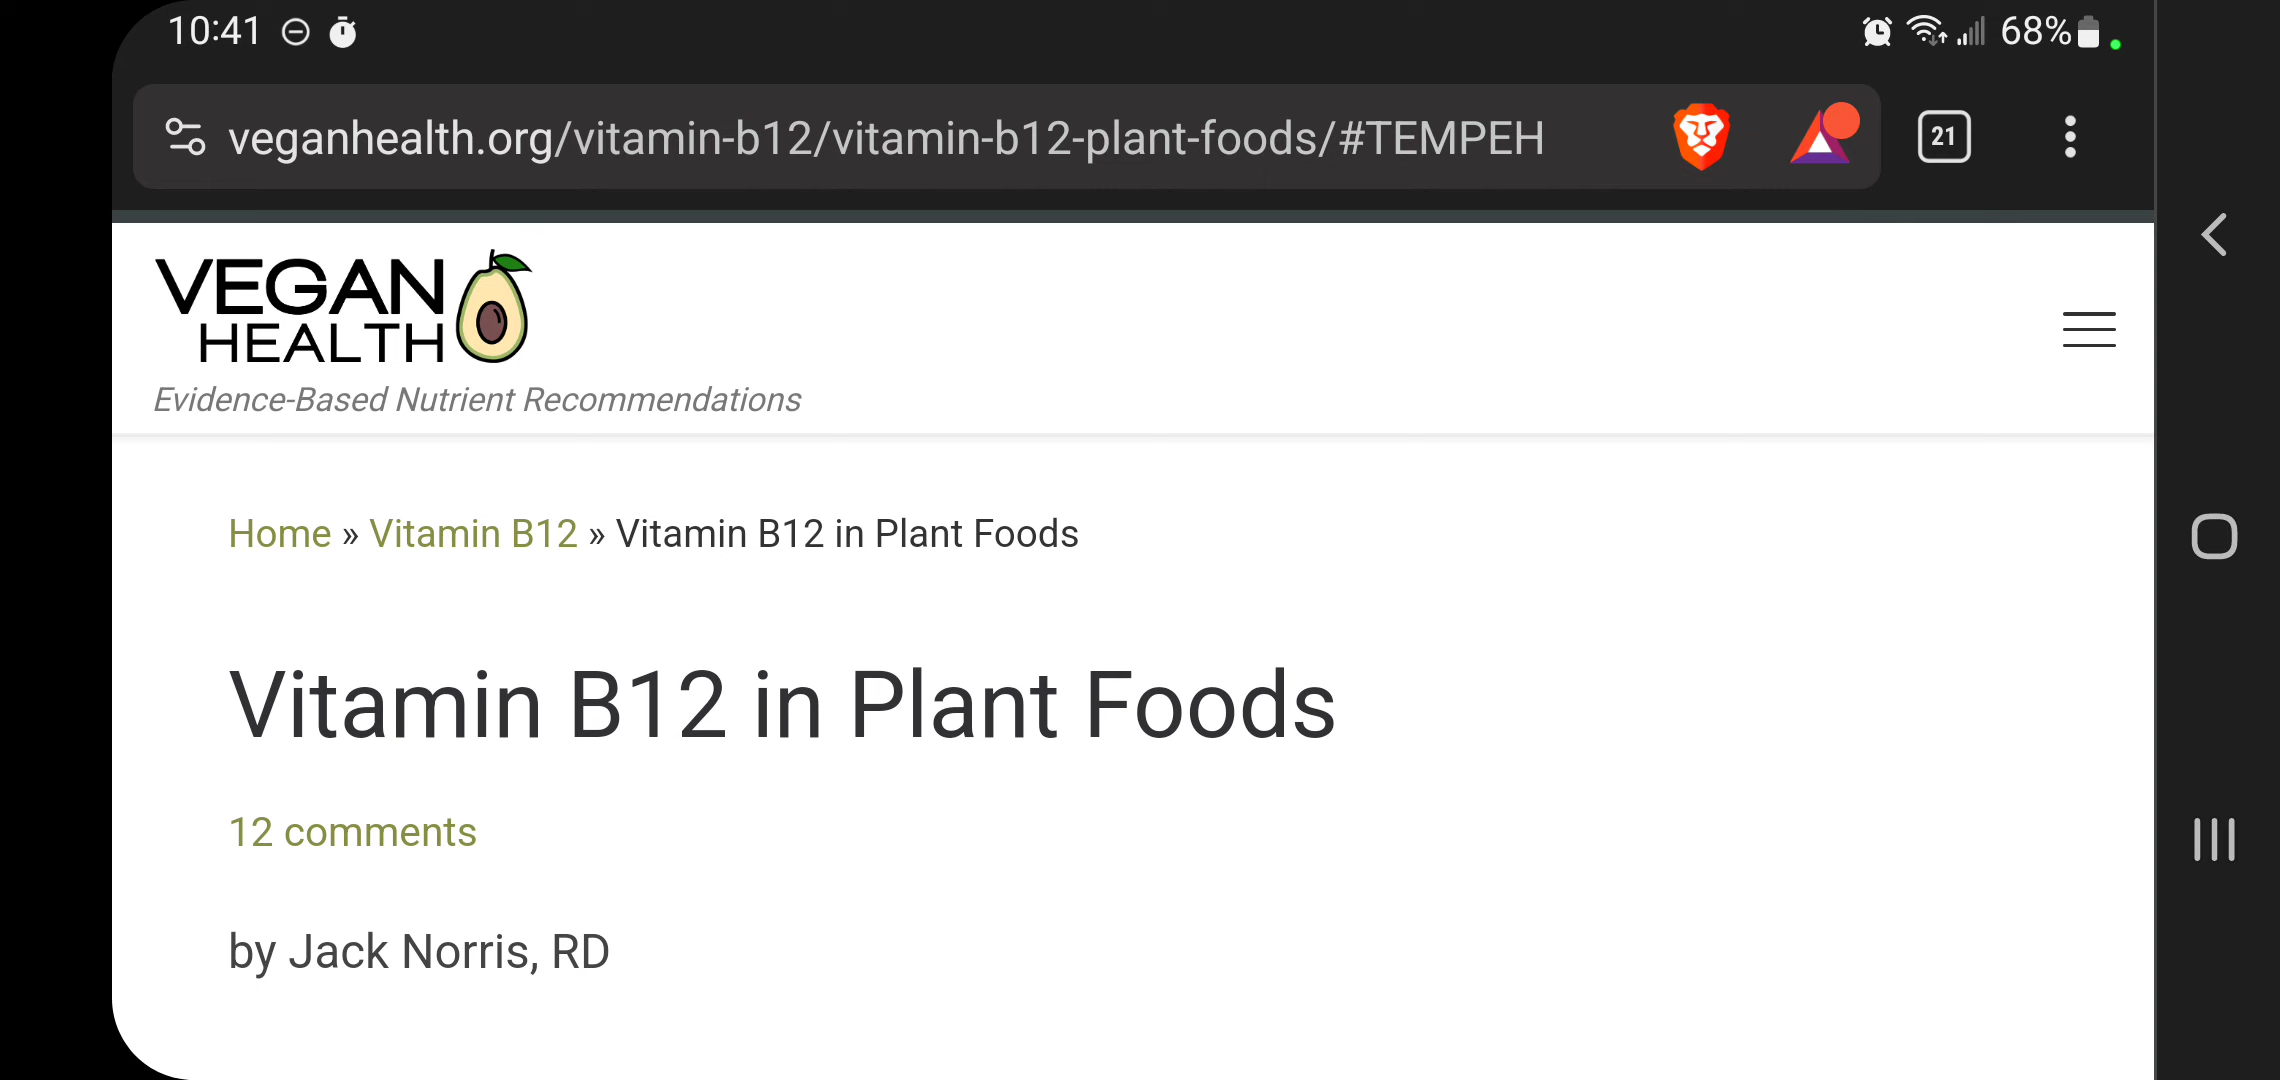 10:41
68%
veganhealth.org/vitamin-b12/vitamin-b12-plant-foods/#TEMPEH
21
VEGAN
HEALTH
Evidence-Based Nutrient Recommendations
Home » Vitamin B12 » Vitamin B12 in Plant Foods
Vitamin B12 in Plant Foods
12 comments
by Jack Norris, RD